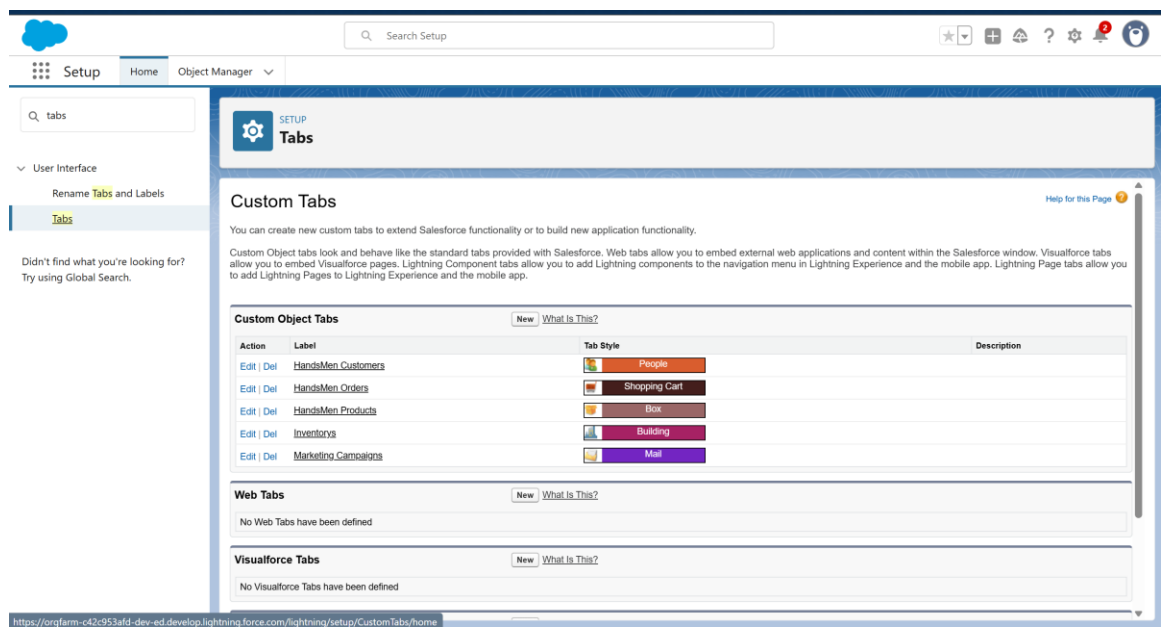 Search Setup
2
Setup
Home
Object Manager
tabs
User Interface
Rename Tabs and Labels
Tabs
Didn't find what you're looking for?
Try using Global Search.
SETUP
Tabs
Custom Tabs
Help for this Page
You can create new custom tabs to extend Salesforce functionality or to build new application functionality.
Custom Object tabs look and behave like the standard tabs provided with Salesforce. Web tabs allow you to embed external web applications and content within the Salesforce window. Visualforce tabs
allow you to embed Visualforce pages. Lightning Component tabs allow you to add Lightning components to the navigation menu in Lightning Experience and the mobile app. Lightning Page tabs allow you
to add Lightning Pages to Lightning Experience and the mobile app.
Custom Object Tabs New What Is This?
Action Label Tab Style Description
Edit | Del HandsMen Customers People
Edit | Del HandsMen Orders Shopping Cart
Edit | Del HandsMen Products Box
Edit | Del Inventorys Building
Edit | Del Marketing Campaigns Mail
Web Tabs New What Is This?
No Web Tabs have been defined
Visualforce Tabs New What Is This?
No Visualforce Tabs have been defined
https://orgfarm-c42c953afd-dev-ed.develop.lightning.force.com/lightning/setup/CustomTabs/home